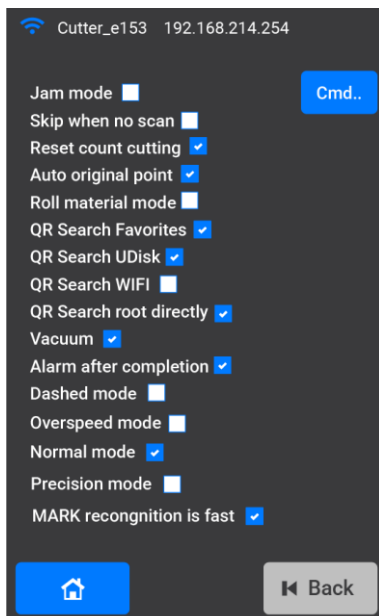 Cutter_e153 192.168.214.254
Jam mode
Cmd..
Skip when no scan
Reset count cutting
Auto original point
Roll material mode
QR Search Favorites
QR Search UDisk
QR Search WIFI
QR Search root directly
Vacuum
Alarm after completion
Dashed mode
Overspeed mode
Normal mode
Precision mode
MARK recongnition is fast
Back